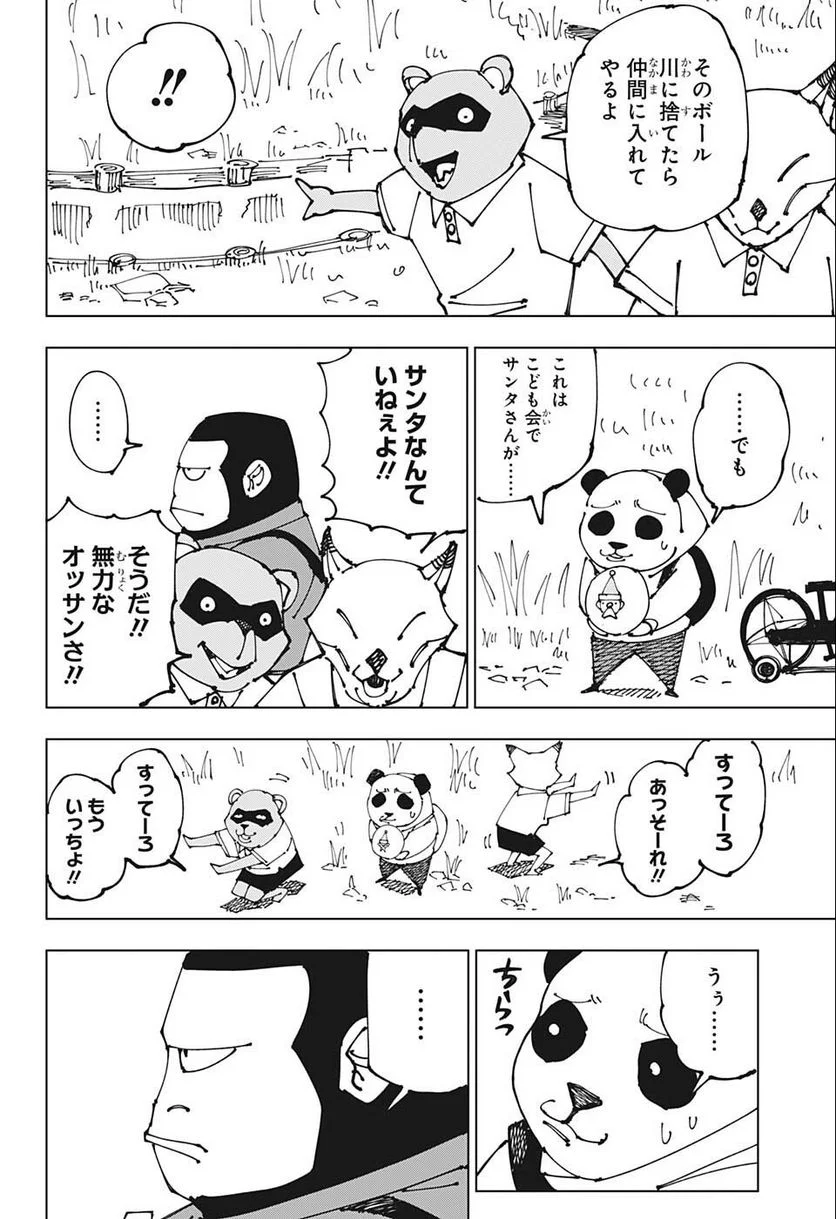 そのボール
川に捨てたら
仲間に入れて
やるよ
!!
……でも
これは
こども会で
サンタさんが……
サンタなんて
いねぇよ!!
……
そうだ!!
無力な
オッサンさ!!
すってーろ
あっそーれ!!
すってーろ
もう
いっちょ!!
うぅ……
ちらっ
……